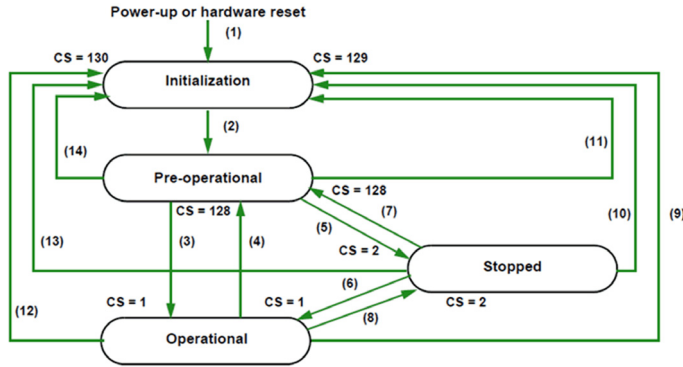 Power-up or hardware reset
(1)
CS = 130
CS = 129
Initialization
(2)
(11)
(14)
Pre-operational
CS = 128
CS = 128
(7)
(5)
(10)
(9)
(3)
(4)
(13)
CS = 2
Stopped
(6)
CS = 1
CS = 1
CS = 2
(12)
(8)
Operational